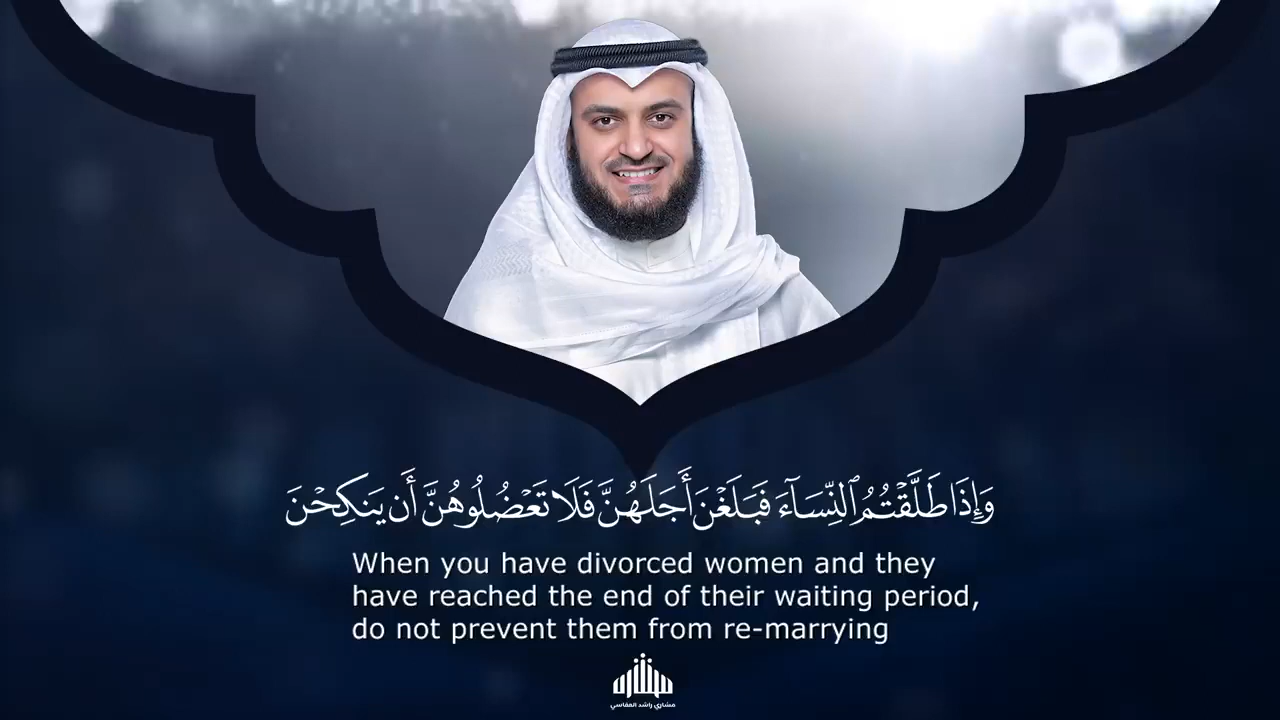 وَإِذَا طَلَّقْتُمُ ٱلنِّسَآءَ فَبَلَغْنَ أَجَلَهُنَّ فَلَا تَعْضُلُوهُنَّ أَن يَنكِحْنَ
When you have divorced women and they
have reached the end of their waiting period,
do not prevent them from re-marrying
مشاري راشد العفاسي